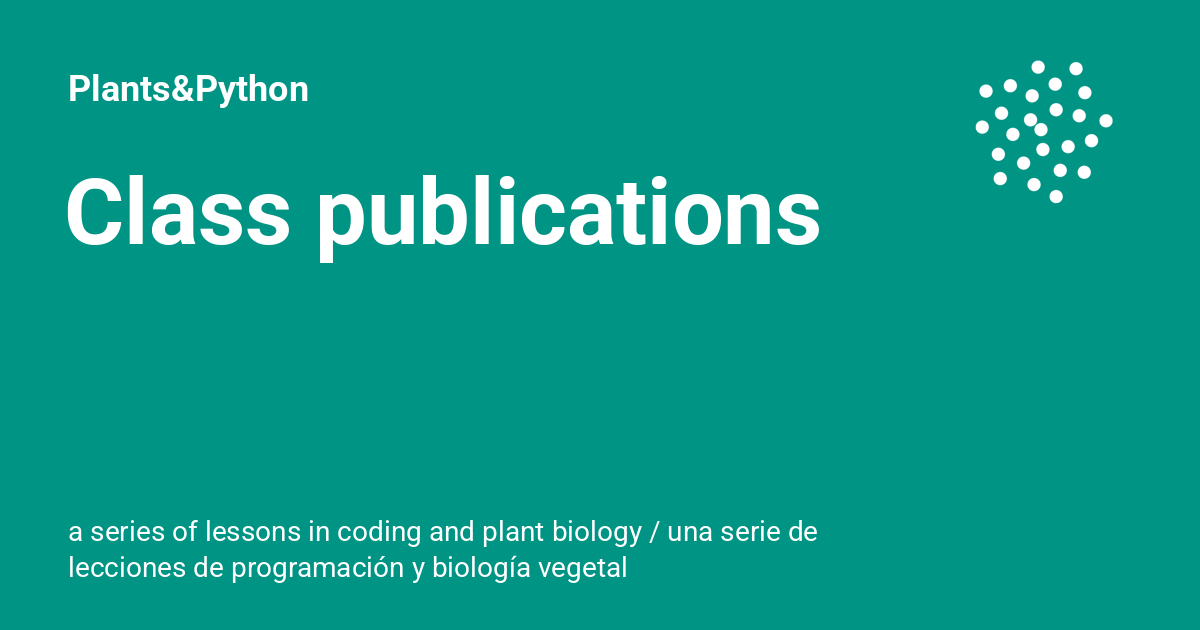 Plants&Python
Class publications
a series of lessons in coding and plant biology / una serie de
lecciones de programación y biología vegetal